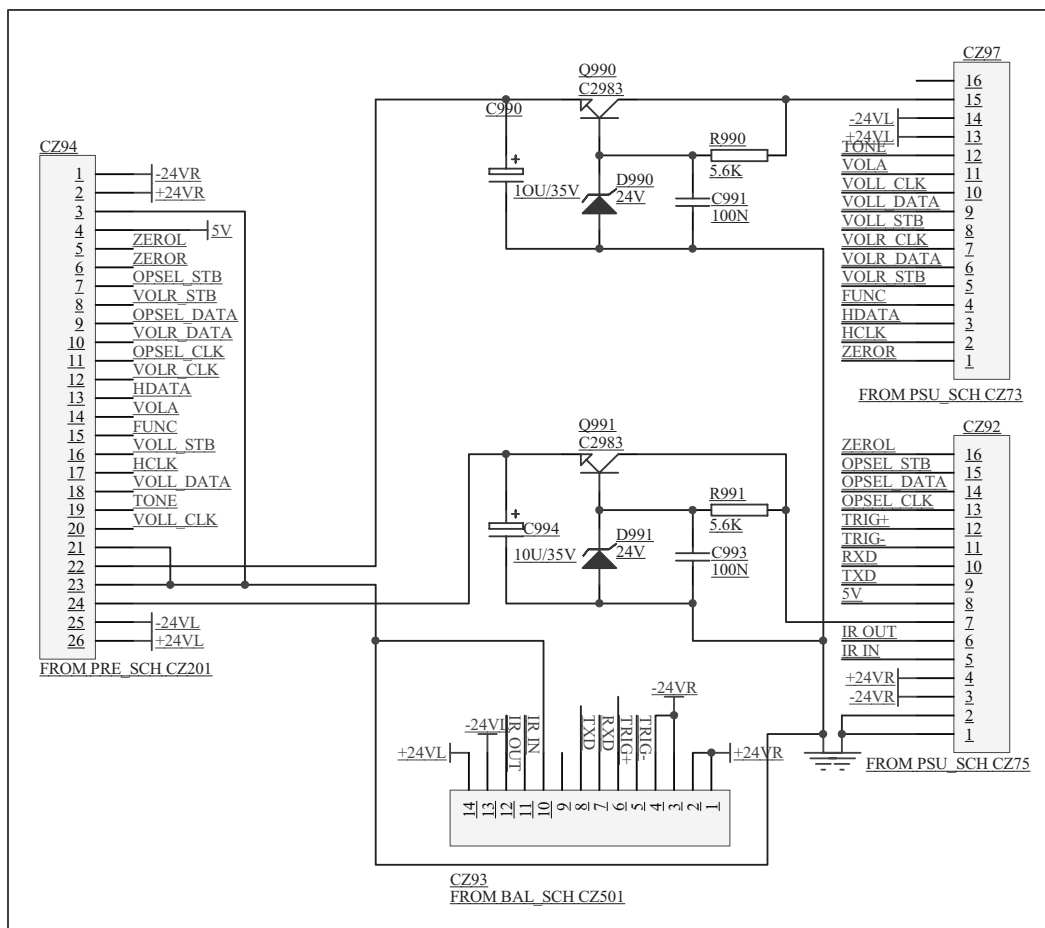 CZ94
1 -24VR
2 +24VR
3
4 5V
5 ZEROL
6 ZEROR
7 OPSEL_STB
8 VOLR_STB
9 OPSEL_DATA
10 VOLR_DATA
11 OPSEL_CLK
12 VOLR_CLK
13 HDATA
14 VOLA
15 FUNC
16 VOLL_STB
17 HCLK
18 VOLL_DATA
19 TONE
20 VOLL_CLK
21
22
23
24
25 -24VL
26 +24VL
FROM PRE_SCH CZ201
Q990
C2983
C990
+
10U/35V
D990
24V
R990
5.6K
C991
100N
CZ97
16
15
-24VL 14
+24VL 13
TONE 12
VOLA 11
VOLL_CLK 10
VOLL_DATA 9
VOLL_STB 8
VOLR_CLK 7
VOLR_DATA 6
VOLR_STB 5
FUNC 4
HDATA 3
HCLK 2
ZEROR 1
FROM PSU_SCH CZ73
Q991
C2983
+
C994
10U/35V
D991
24V
R991
5.6K
C993
100N
CZ92
ZEROL 16
OPSEL_STB 15
OPSEL_DATA 14
OPSEL_CLK 13
TRIG+ 12
TRIG- 11
RXD 10
TXD 9
5V 8
7
IR OUT 6
IR IN 5
+24VR 4
-24VR 3
2
1
FROM PSU_SCH CZ75
-24VR
-24VL
+24VL
IR OUT
IR IN
TXD
RXD
TRIG+
TRIG-
+24VR
14 13 12 11 10 9 8 7 6 5 4 3 2 1
CZ93
FROM BAL_SCH CZ501